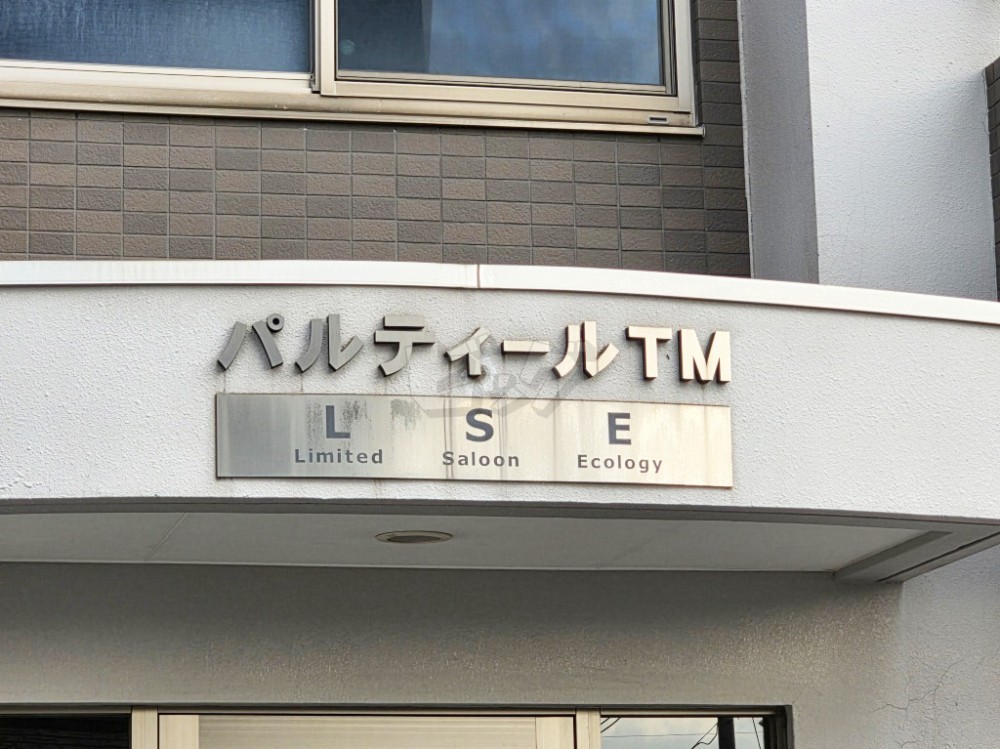 パルティールTM
L S E
Limited Saloon Ecology